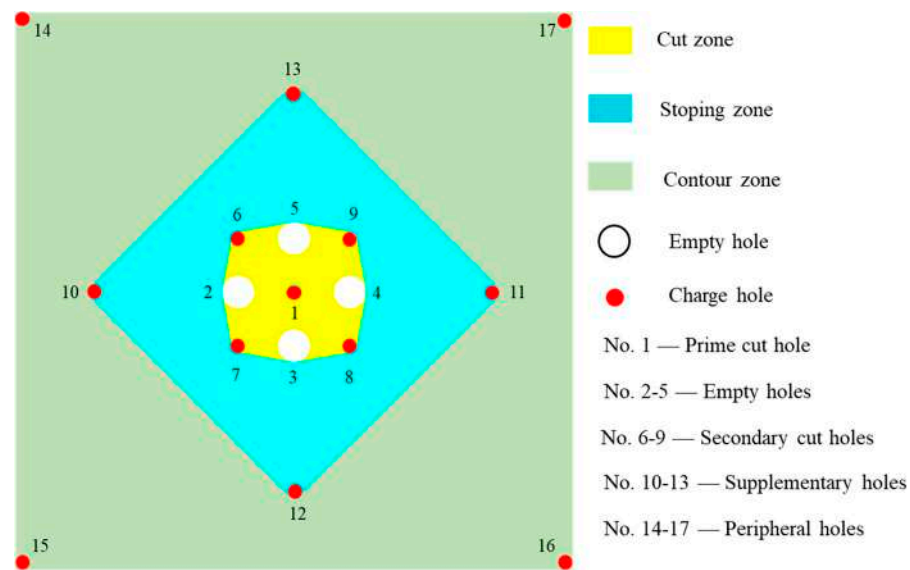 14
17
13
5
6
9
10
2
4
11
1
7
3
8
12
15
16
Cut zone
Stoping zone
Contour zone
Empty hole
Charge hole
No. 1 — Prime cut hole
No. 2-5 — Empty holes
No. 6-9 — Secondary cut holes
No. 10-13 — Supplementary holes
No. 14-17 — Peripheral holes